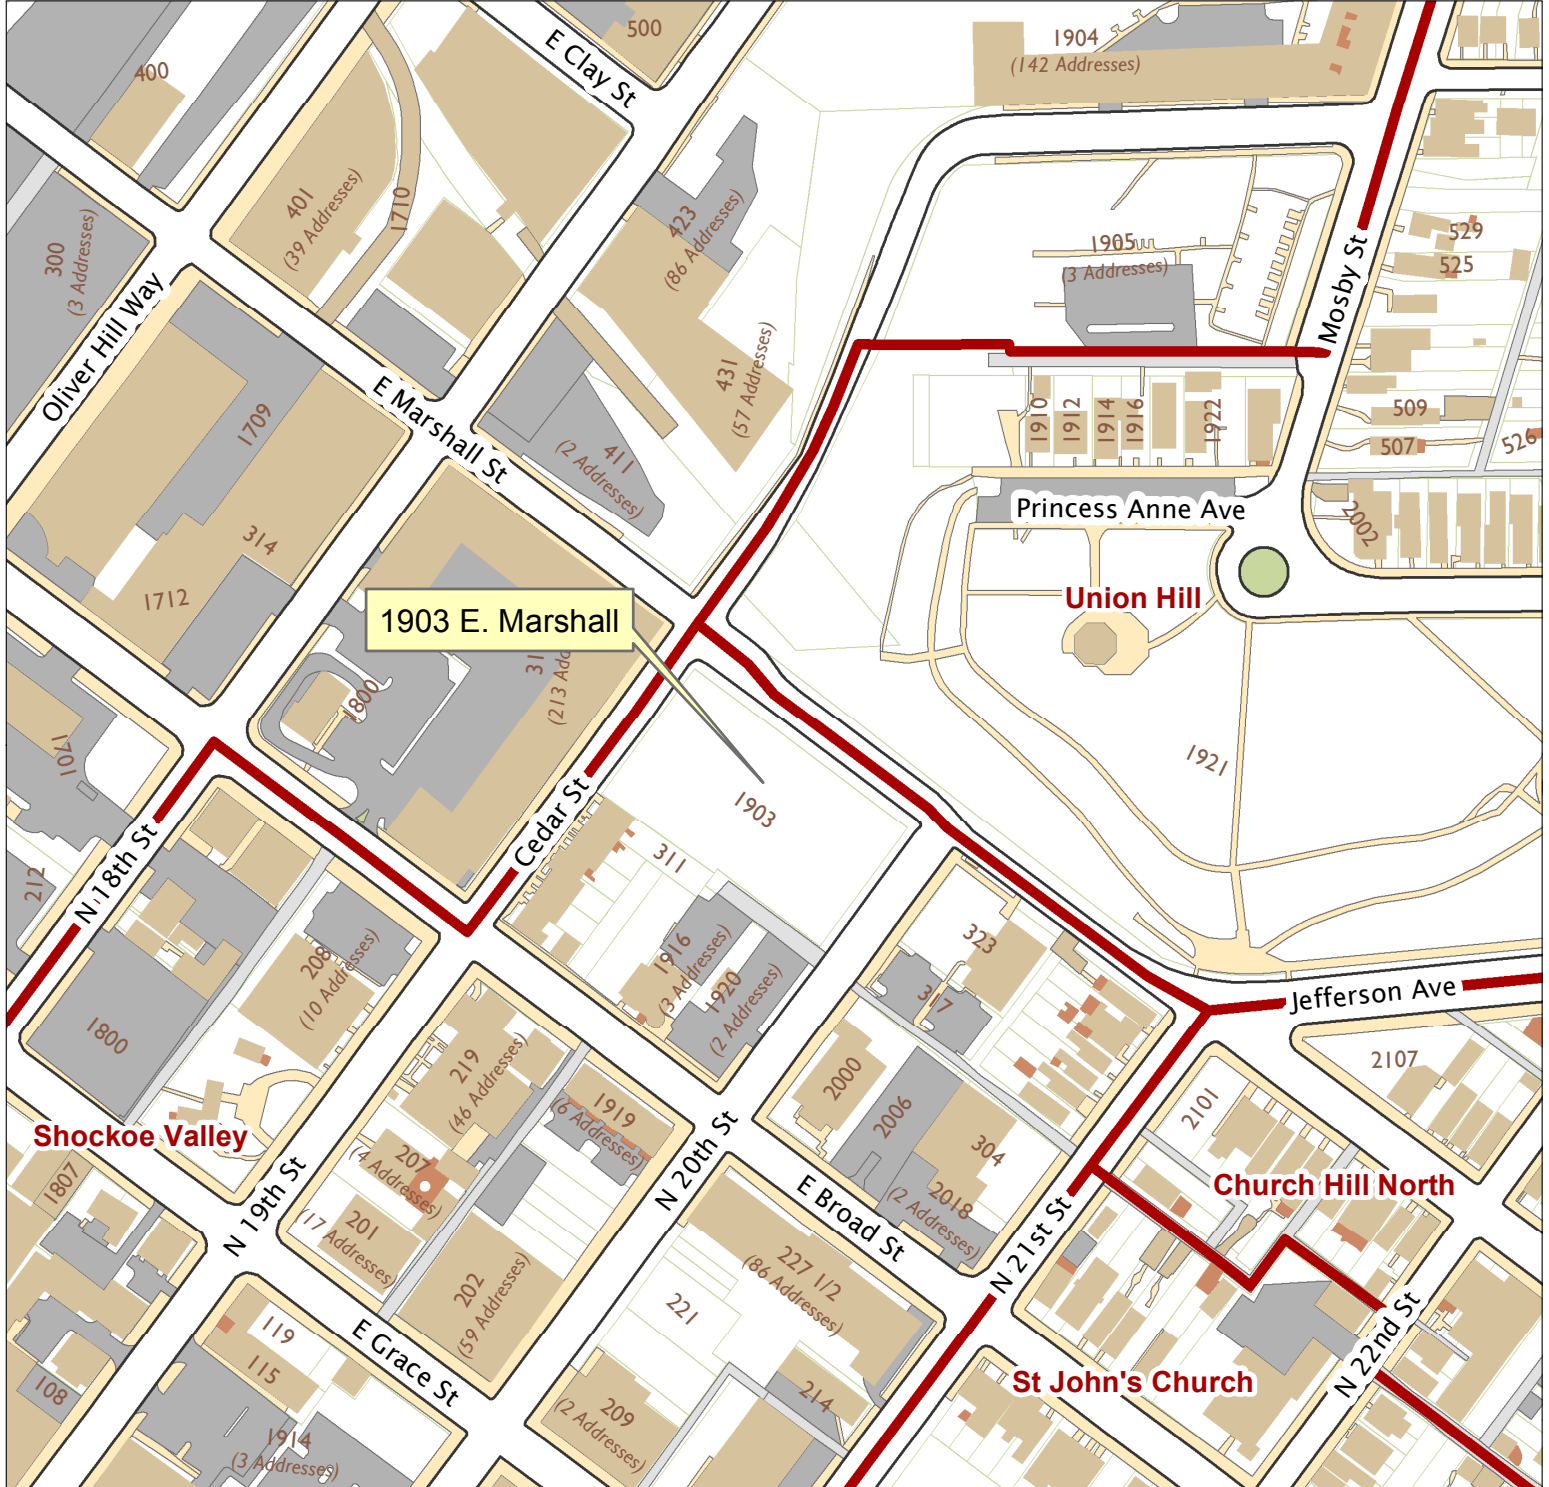 500
E Clay St
1904
(142 Addresses)
400
401
(39 Addresses)
1710
423
(86 Addresses)
300
(3 Addresses)
1905
(3 Addresses)
529
525
Mosby St
Oliver Hill Way
E Marshall St
431
(57 Addresses)
1709
411
(2 Addresses)
1910
1912
1914
1916
1922
509
507
526
314
1712
Princess Anne Ave
2002
1903 E. Marshall
Union Hill
31
(213 Adc
1800
1701
1921
1903
Cedar St
311
212
N 18th St
208
(10 Addresses)
1916
(3 Addresses)
1920
(2 Addresses)
323
317
Jefferson Ave
1800
219
(46 Addresses)
1919
(6 Addresses)
2000
2006
2107
2101
Shockoe Valley
207
(4 Addresses)
N 20th St
304
2018
(2 Addresses)
Church Hill North
1807
N 19th St
201
(17 Addresses)
E Broad St
N 21st St
202
(59 Addresses)
227 1/2
(86 Addresses)
221
119
115
E Grace St
108
St John's Church
N 22nd St
209
(2 Addresses)
214
1914
(3 Addresses)